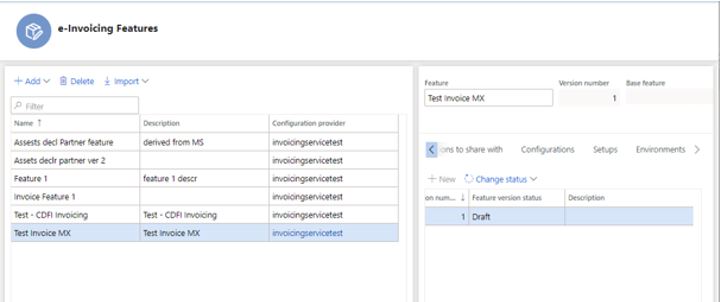 e-Invoicing Features
+ Add Delete Import
Filter
Name ↑ Description Configuration provider
Assests decl Partner feature derived from MS invoicingservicetest
Assets declr partner ver 2 invoicingservicetest
Feature 1 feature 1 descr invoicingservicetest
Invoice Feature 1 invoicingservicetest
Test - CDFI Invoicing Test - CDFI Invoicing invoicingservicetest
Test Invoice MX Test Invoice MX invoicingservicetest
Feature Version number Base feature
Test Invoice MX 1
ons to share with Configurations Setups Environments
+ New Change status
on num... ↓ Feature version status Description
1 Draft